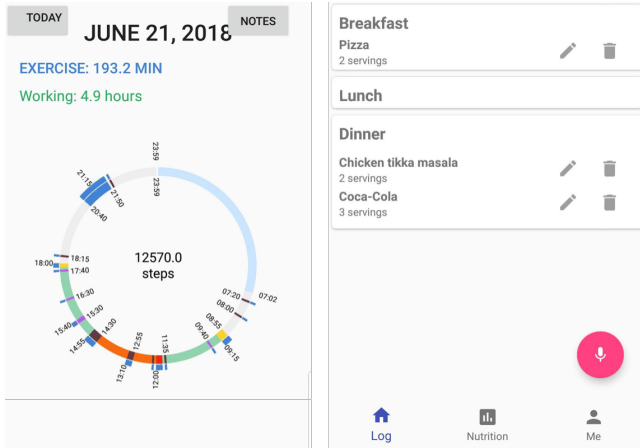 TODAY
NOTES
JUNE 21, 2018
EXERCISE: 193.2 MIN
Working: 4.9 hours
23:59
23:59
21:15
21:50
20:40
12570.0
steps
18:00
18:15
17:40
07:20
07:02
08:00
16:30
15:30
15:40
14:30
14:55
12:55
13:10
11:35
12:00
09:40
08:55
09:15
Breakfast
Pizza
2 servings
Lunch
Dinner
Chicken tikka masala
2 servings
Coca-Cola
3 servings
Log
Nutrition
Me